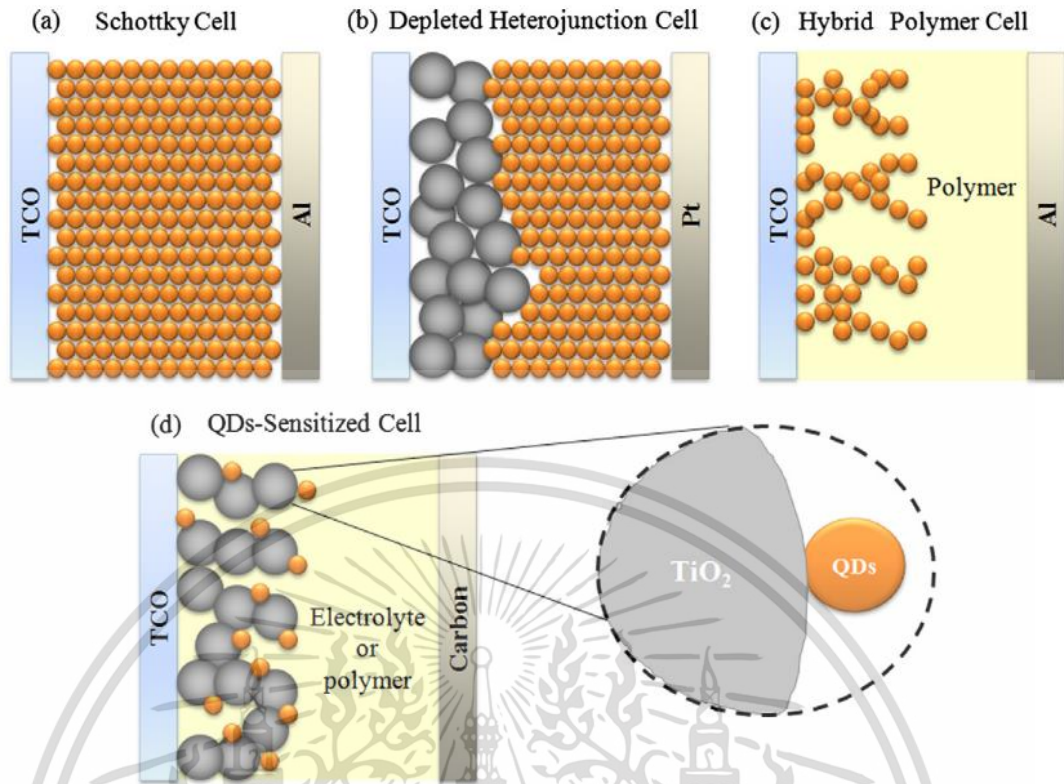 (a) Schottky Cell
(b) Depleted Heterojunction Cell
(c) Hybrid Polymer Cell
TCO
Al
TCO
Pt
TCO
Polymer
Al
(d) QDs-Sensitized Cell
TCO
Electrolyte
or
polymer
Carbon
TiO₂
QDs